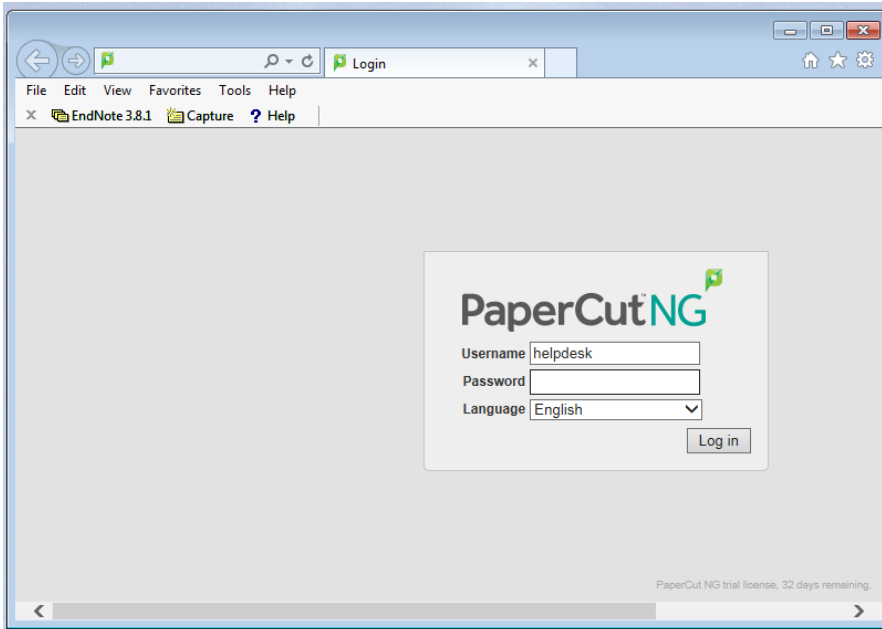 Login
File Edit View Favorites Tools Help
x EndNote 3.8.1 Capture ? Help
PaperCut™ NG
Username helpdesk
Password
Language English
Log in
PaperCut NG trial license, 32 days remaining.